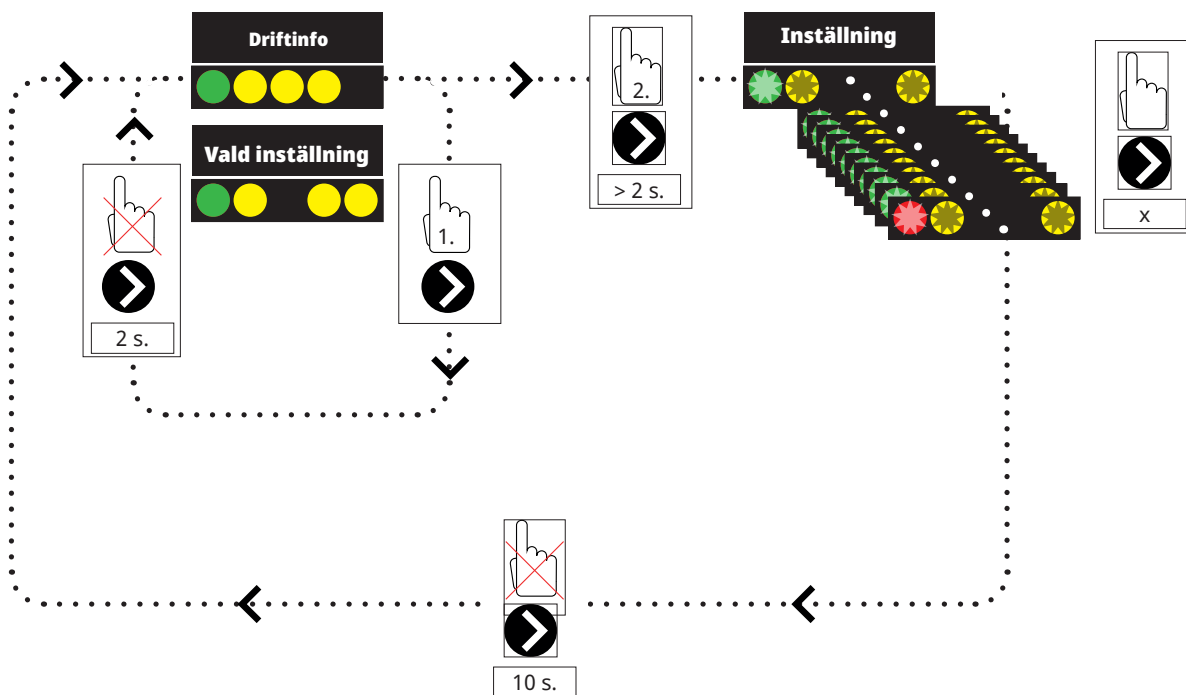 Driftinfo
Inställning
2.
Vald inställning
1.
> 2 s.
x
2 s.
10 s.